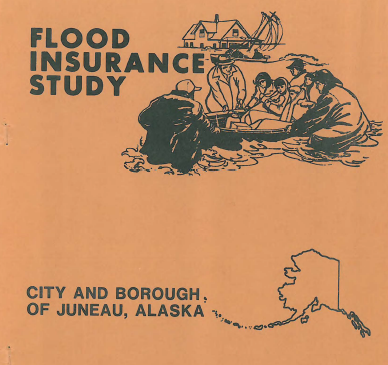 FLOOD
INSURANCE
STUDY
CITY AND BOROUGH
OF JUNEAU, ALASKA